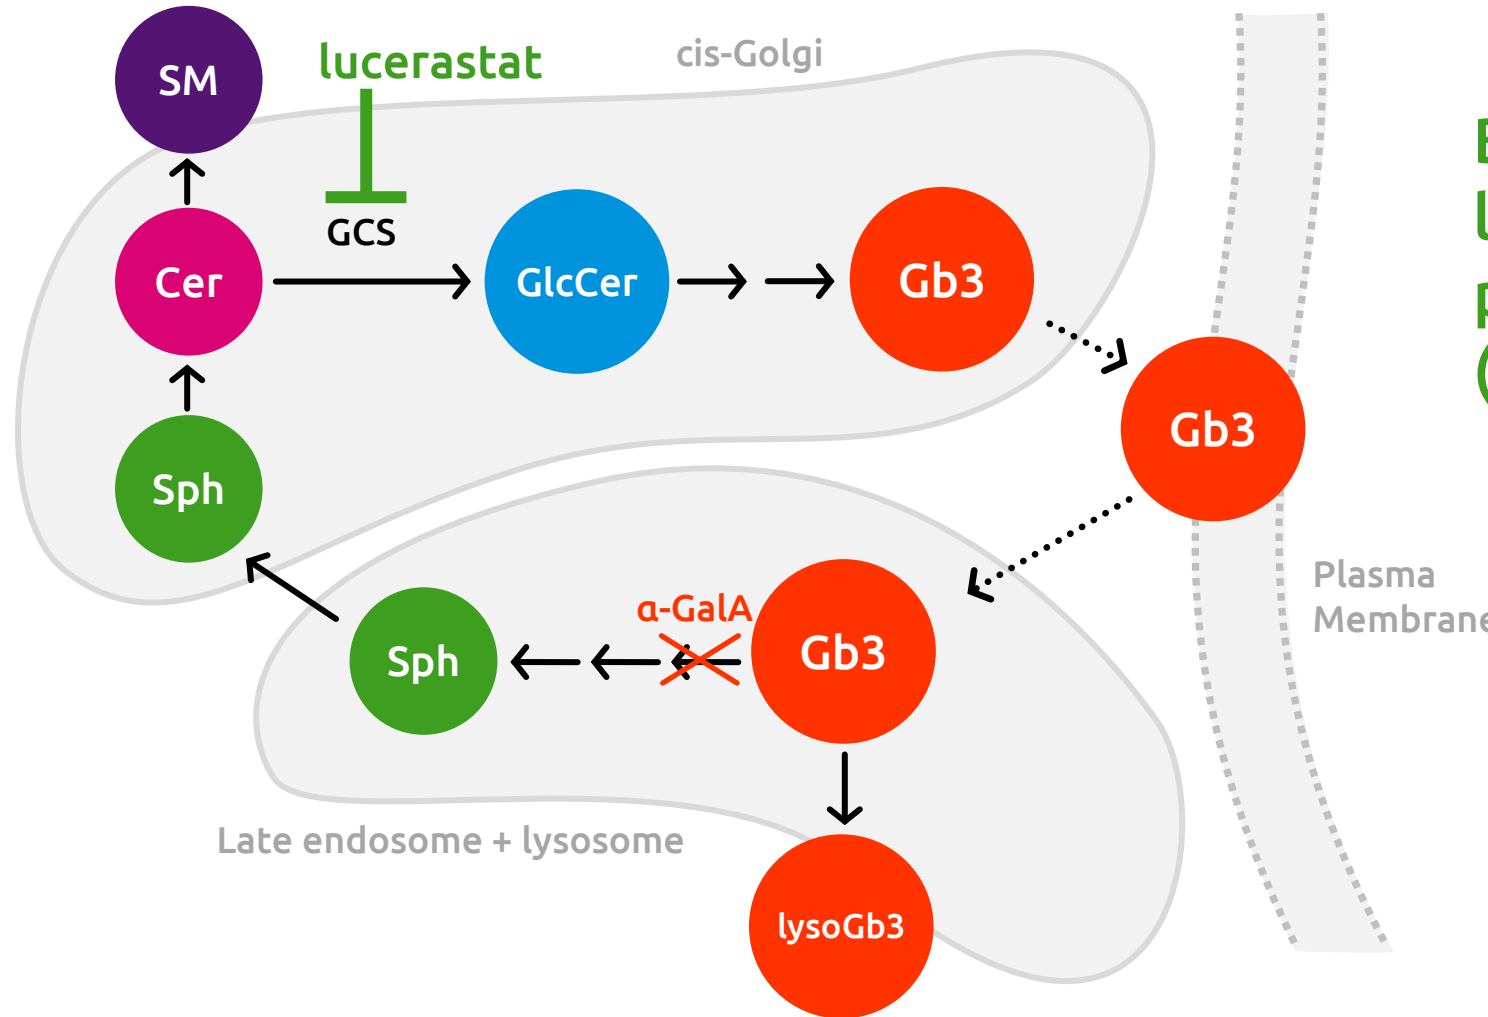 SM
lucerastat
cis-Golgi
GCS
Cer
GlcCer
Gb3
Gb3
Sph
Plasma
Membrane
α-GalA
Sph
Gb3
Late endosome + lysosome
lysoGb3